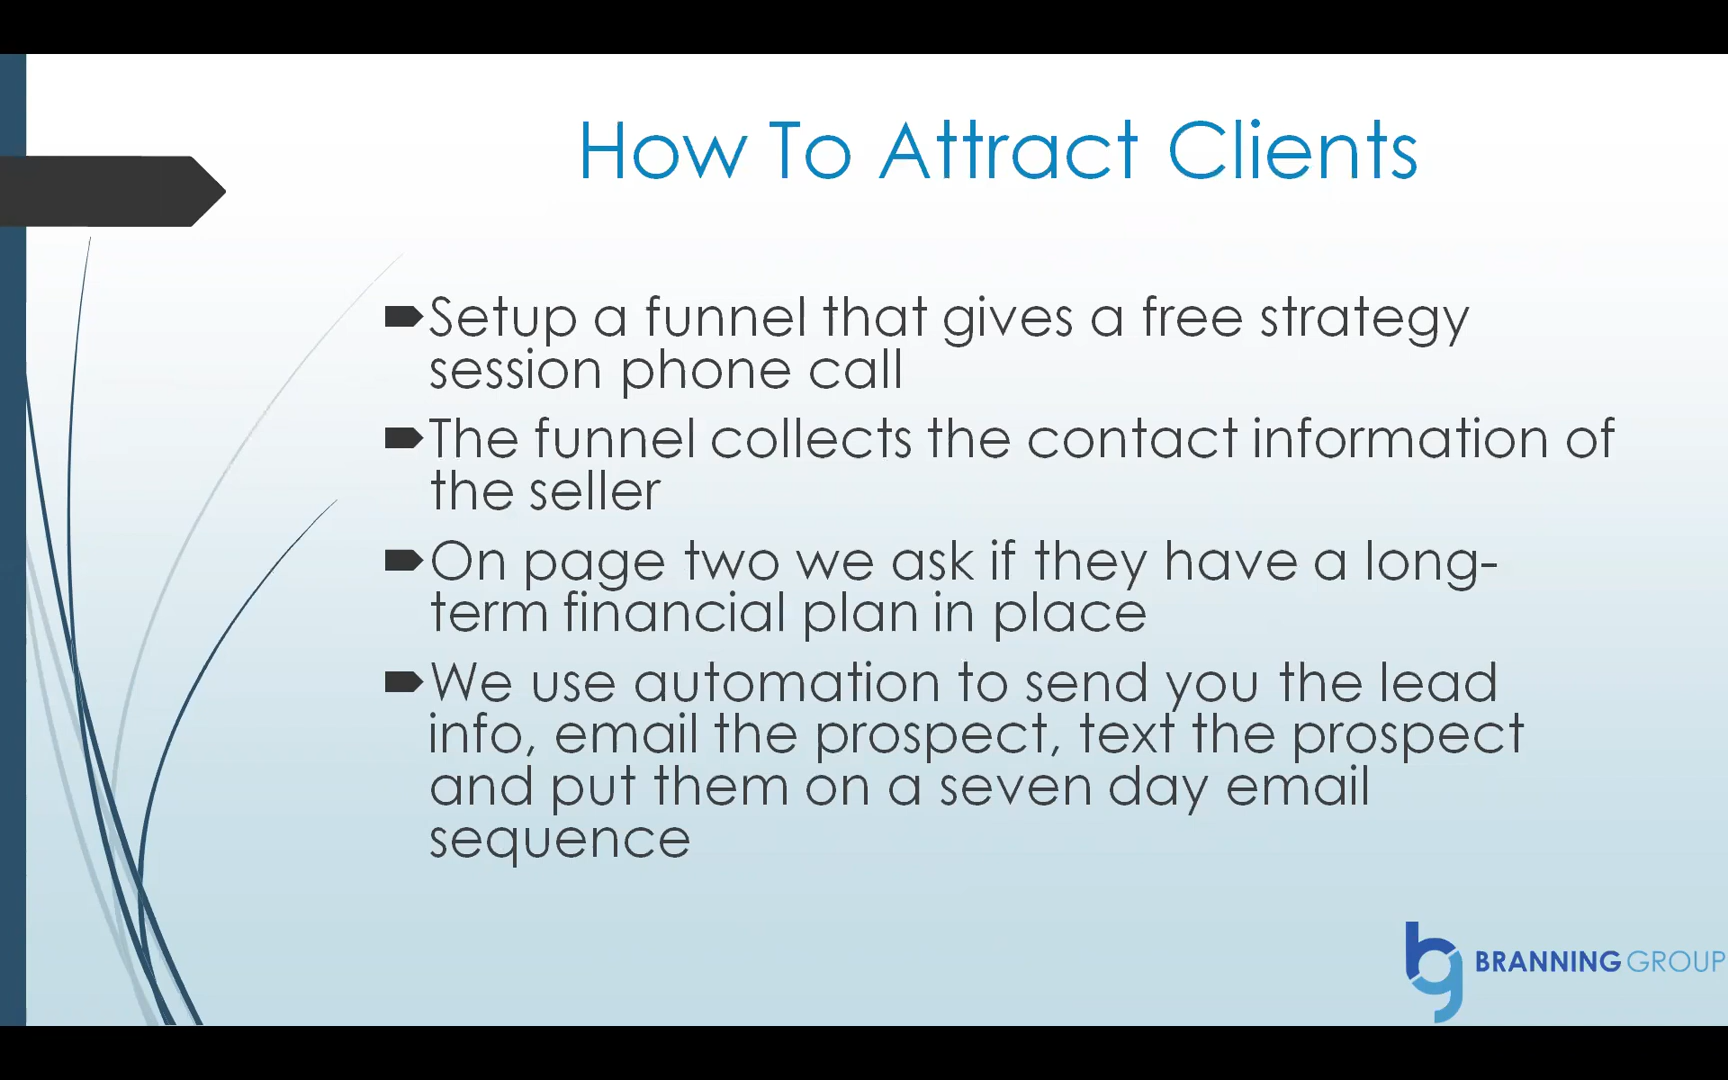 How To Attract Clients
Setup a funnel that gives a free strategy
session phone call
The funnel collects the contact information of
the seller
On page two we ask if they have a long-
term financial plan in place
We use automation to send you the lead
info, email the prospect, text the prospect
and put them on a seven day email
sequence
bg BRANNING GROUP